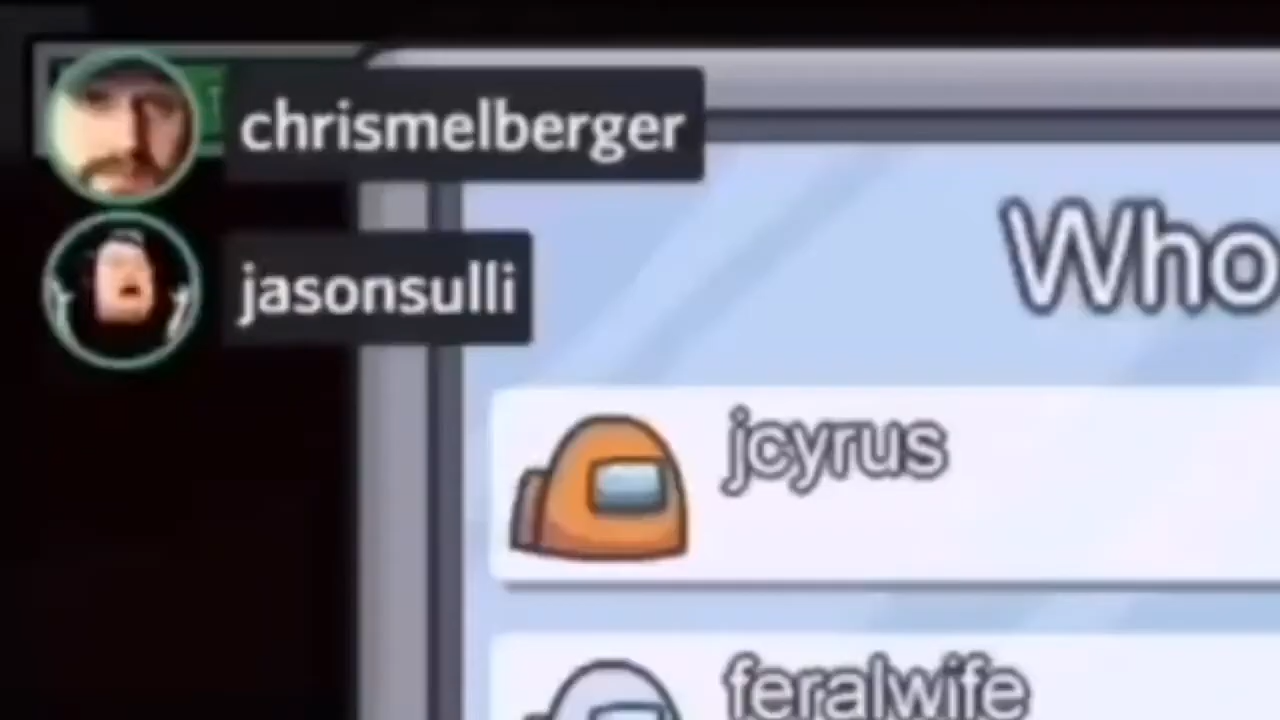 chrismelberger
jasonsulli
Who
jcyrus
feralwife